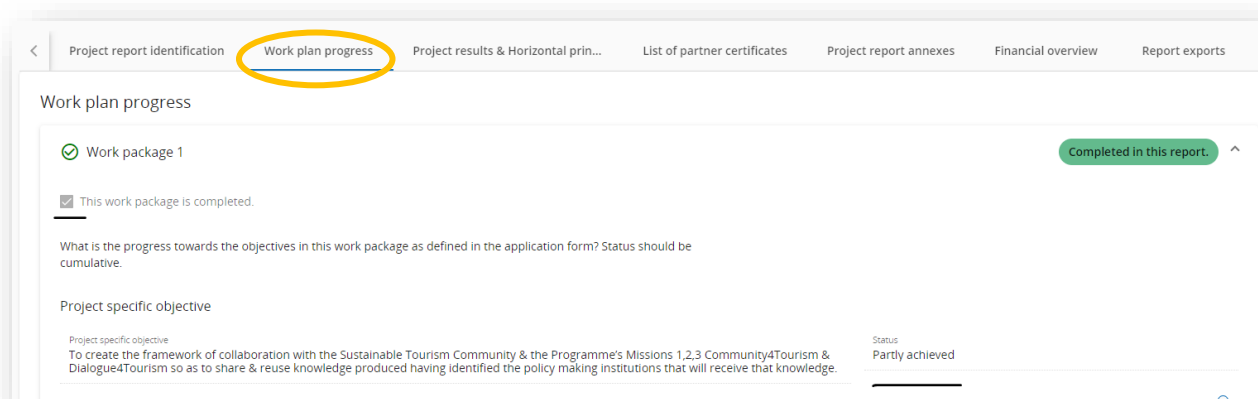 Project report identification Work plan progress Project results & Horizontal prin... List of partner certificates Project report annexes Financial overview Report exports
Work plan progress
Work package 1 Completed in this report.
This work package is completed.
What is the progress towards the objectives in this work package as defined in the application form? Status should be
cumulative.
Project specific objective
Project specific objective Status
To create the framework of collaboration with the Sustainable Tourism Community & the Programme's Missions 1,2,3 Community4Tourism & Partly achieved
Dialogue4Tourism so as to share & reuse knowledge produced having identified the policy making institutions that will receive that knowledge.